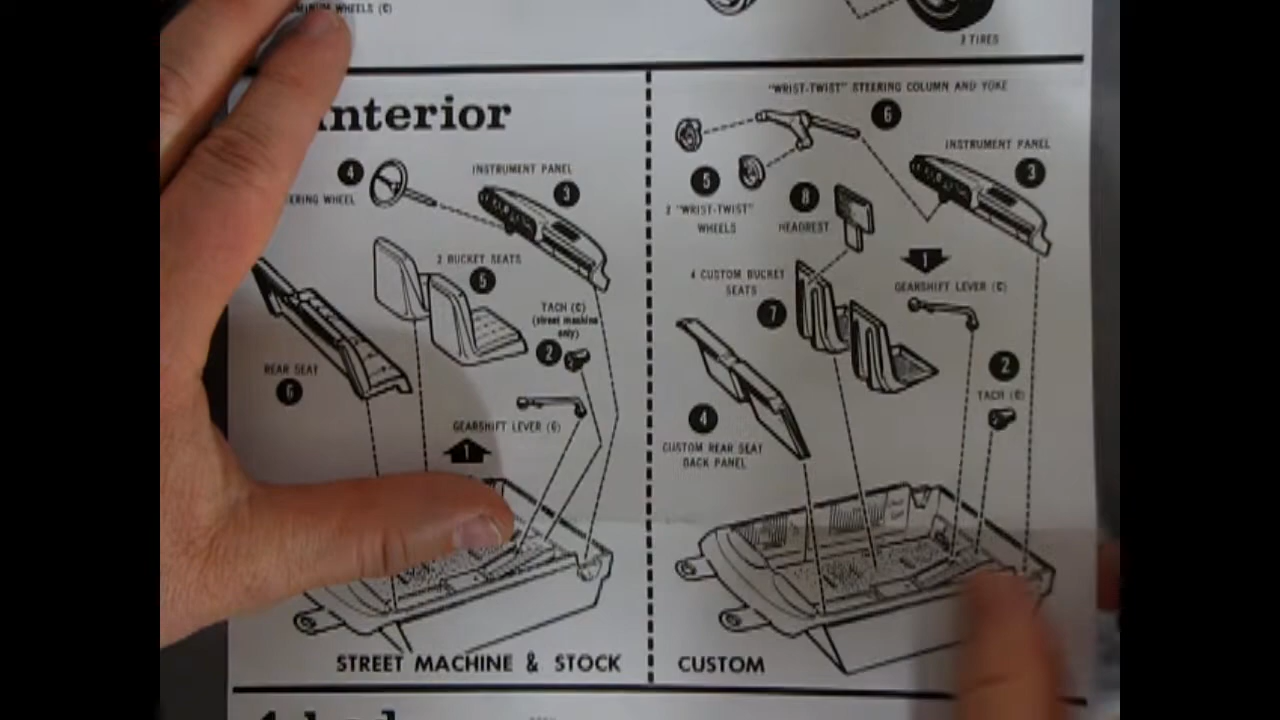 WHEELS (C)
2 TIRES
Interior
4
INSTRUMENT PANEL
3
ERING WHEEL
2 BUCKET SEATS
5
TACH (C)
(street machine
only)
2
REAR SEAT
6
GEARSHIFT LEVER (C)
1
STREET MACHINE & STOCK
"WRIST-TWIST" STEERING COLUMN AND YOKE
6
INSTRUMENT PANEL
3
5
2 "WRIST-TWIST"
WHEELS
8
HEADREST
1
4 CUSTOM BUCKET
SEATS
7
GEARSHIFT LEVER (C)
2
TACH (C)
4
CUSTOM REAR SEAT
BACK PANEL
CUSTOM